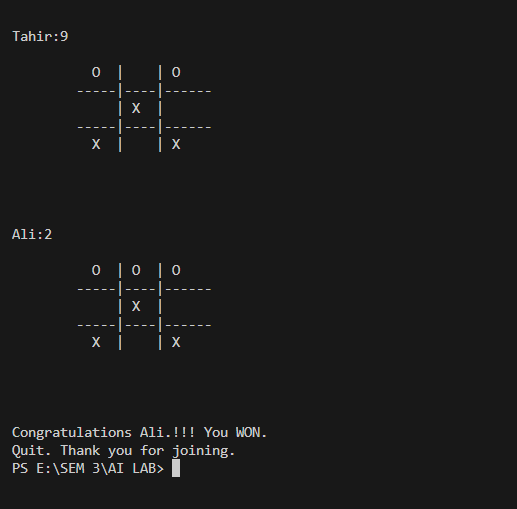 Tahir:9
O | | O
-----|----|------
| X |
-----|----|------
X | | X
Ali:2
O | O | O
-----|----|------
| X |
-----|----|------
X | | X
Congratulations Ali.!!! You WON.
Quit. Thank you for joining.
PS E:\SEM 3\AI LAB>